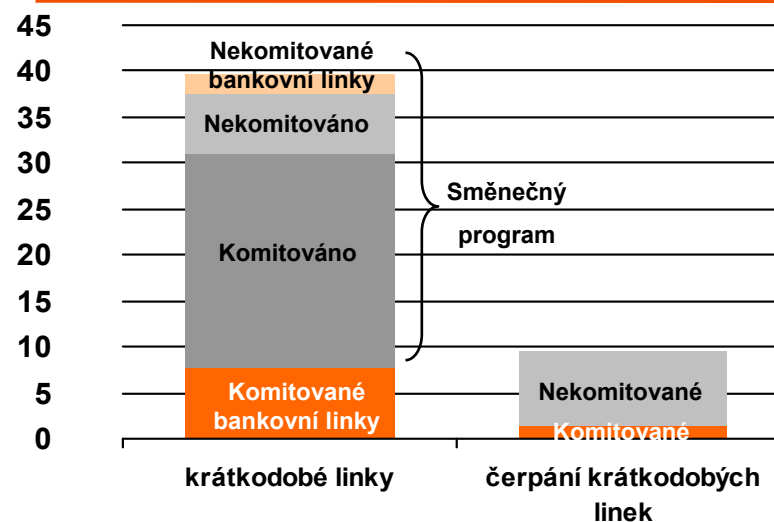 45
40
35
30
25
20
15
10
5
0
Nekomitované
bankovní linky
Nekomitováno
Komitováno
Komitované
bankovní linky
Směnečný
program
Nekomitované
Komitované
krátkodobé linky
čerpání krátkodobých
linek